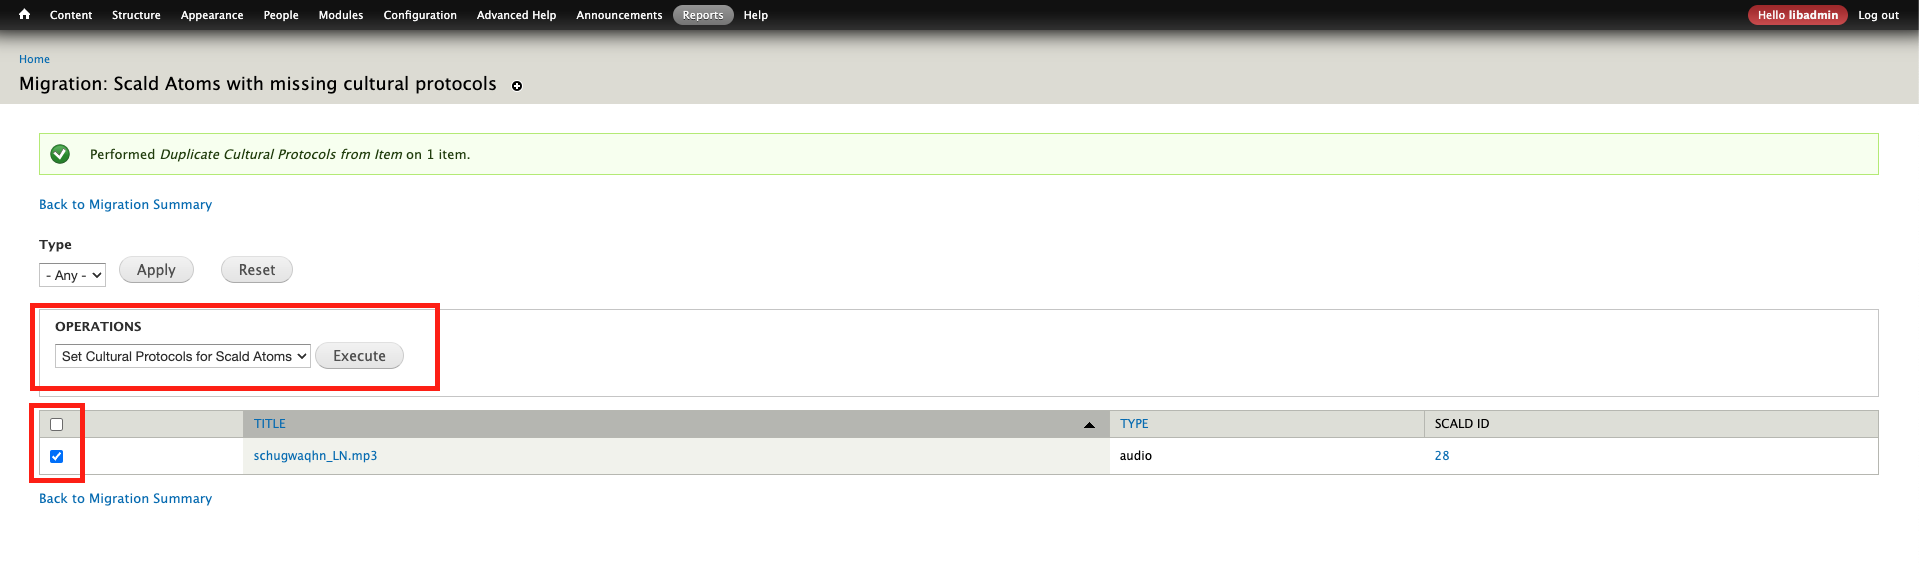 Content Structure Appearance People Modules Configuration Advanced Help Announcements Reports Help Hello libadmin Log out
Home
Migration: Scald Atoms with missing cultural protocols
Performed Duplicate Cultural Protocols from Item on 1 item.
Back to Migration Summary
Type
- Any - Apply Reset
OPERATIONS
Set Cultural Protocols for Scald Atoms Execute
TITLE TYPE SCALD ID
schugwaqhn_LN.mp3 audio 28
Back to Migration Summary